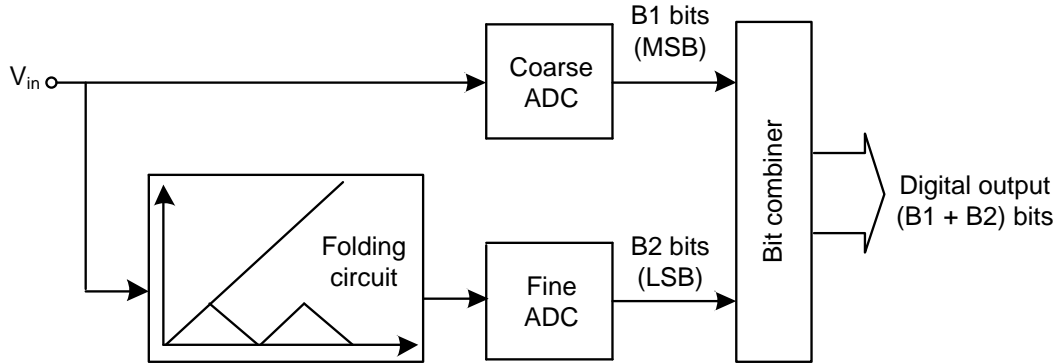 V_in
Coarse
ADC
B1 bits
(MSB)
Folding
circuit
Fine
ADC
B2 bits
(LSB)
Bit combiner
Digital output
(B1 + B2) bits